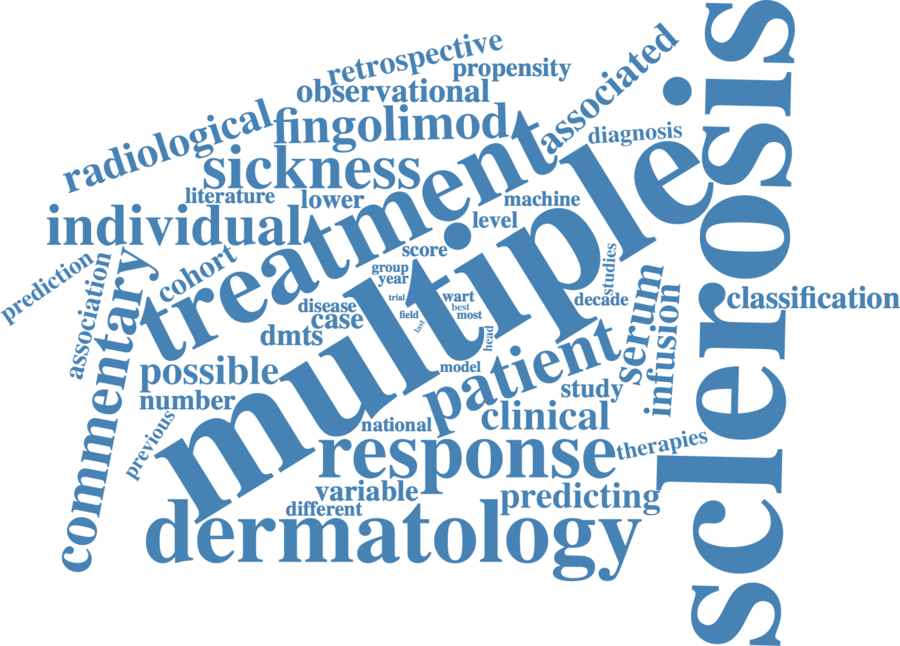 retrospective
propensity
associated
sclerosis
observational
radiological
fingolimod
diagnosis
treatment
sickness
literature
lower
machine
multiple
individual
level
score
prediction
association
cohort
group
year
studies
commentary
trial
wart
decade
serum
classification
disease
field
best
most
case
last
head
infusion
dmts
model
patient
possible
study
number
clinical
previous
national
response
therapies
variable
predicting
different
dermatology